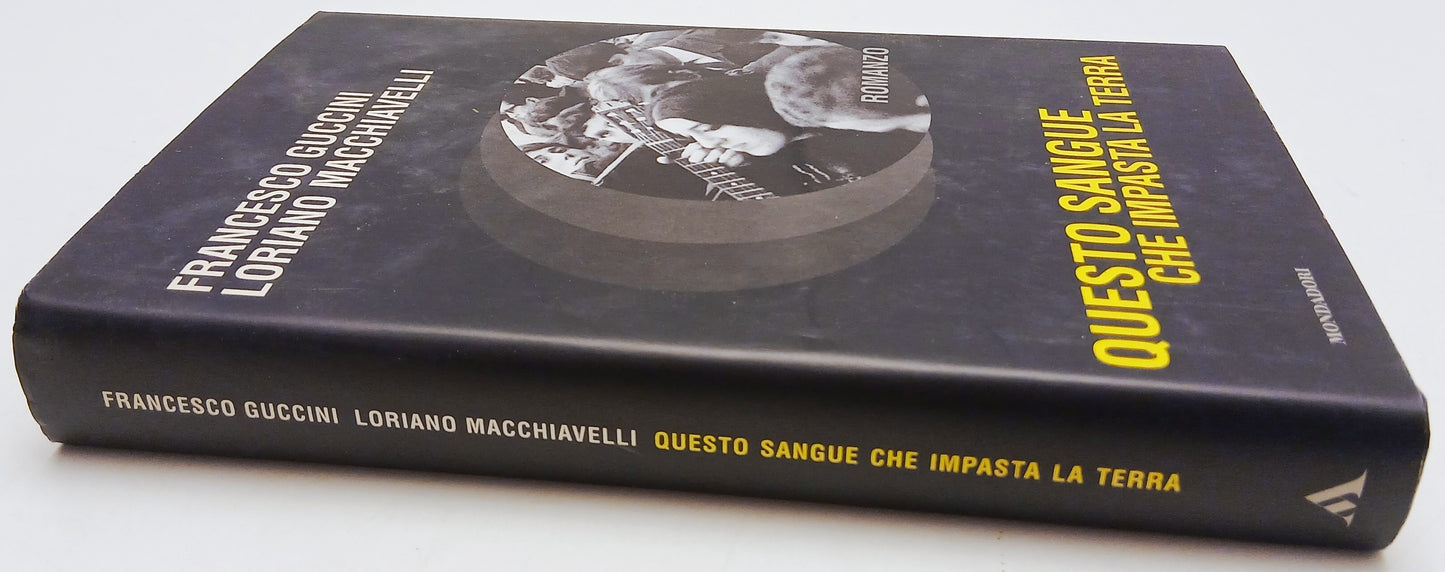 FRANCESCO GUCCINI
LORIANO MACCHIAVELLI
ROMANZO
QUESTO SANGUE
CHE IMPASTA LA TERRA
MONDADORI
FRANCESCO GUCCINI LORIANO MACCHIAVELLI QUESTO SANGUE CHE IMPASTA LA TERRA